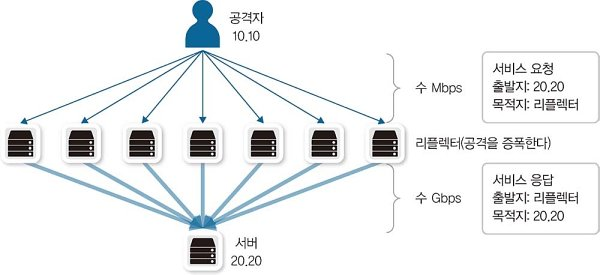 공격자
10.10
수 Mbps
서비스 요청
출발지: 20.20
목적지: 리플렉터
리플렉터(공격을 증폭한다)
수 Gbps
서비스 응답
출발지: 리플렉터
목적지: 20.20
서버
20.20